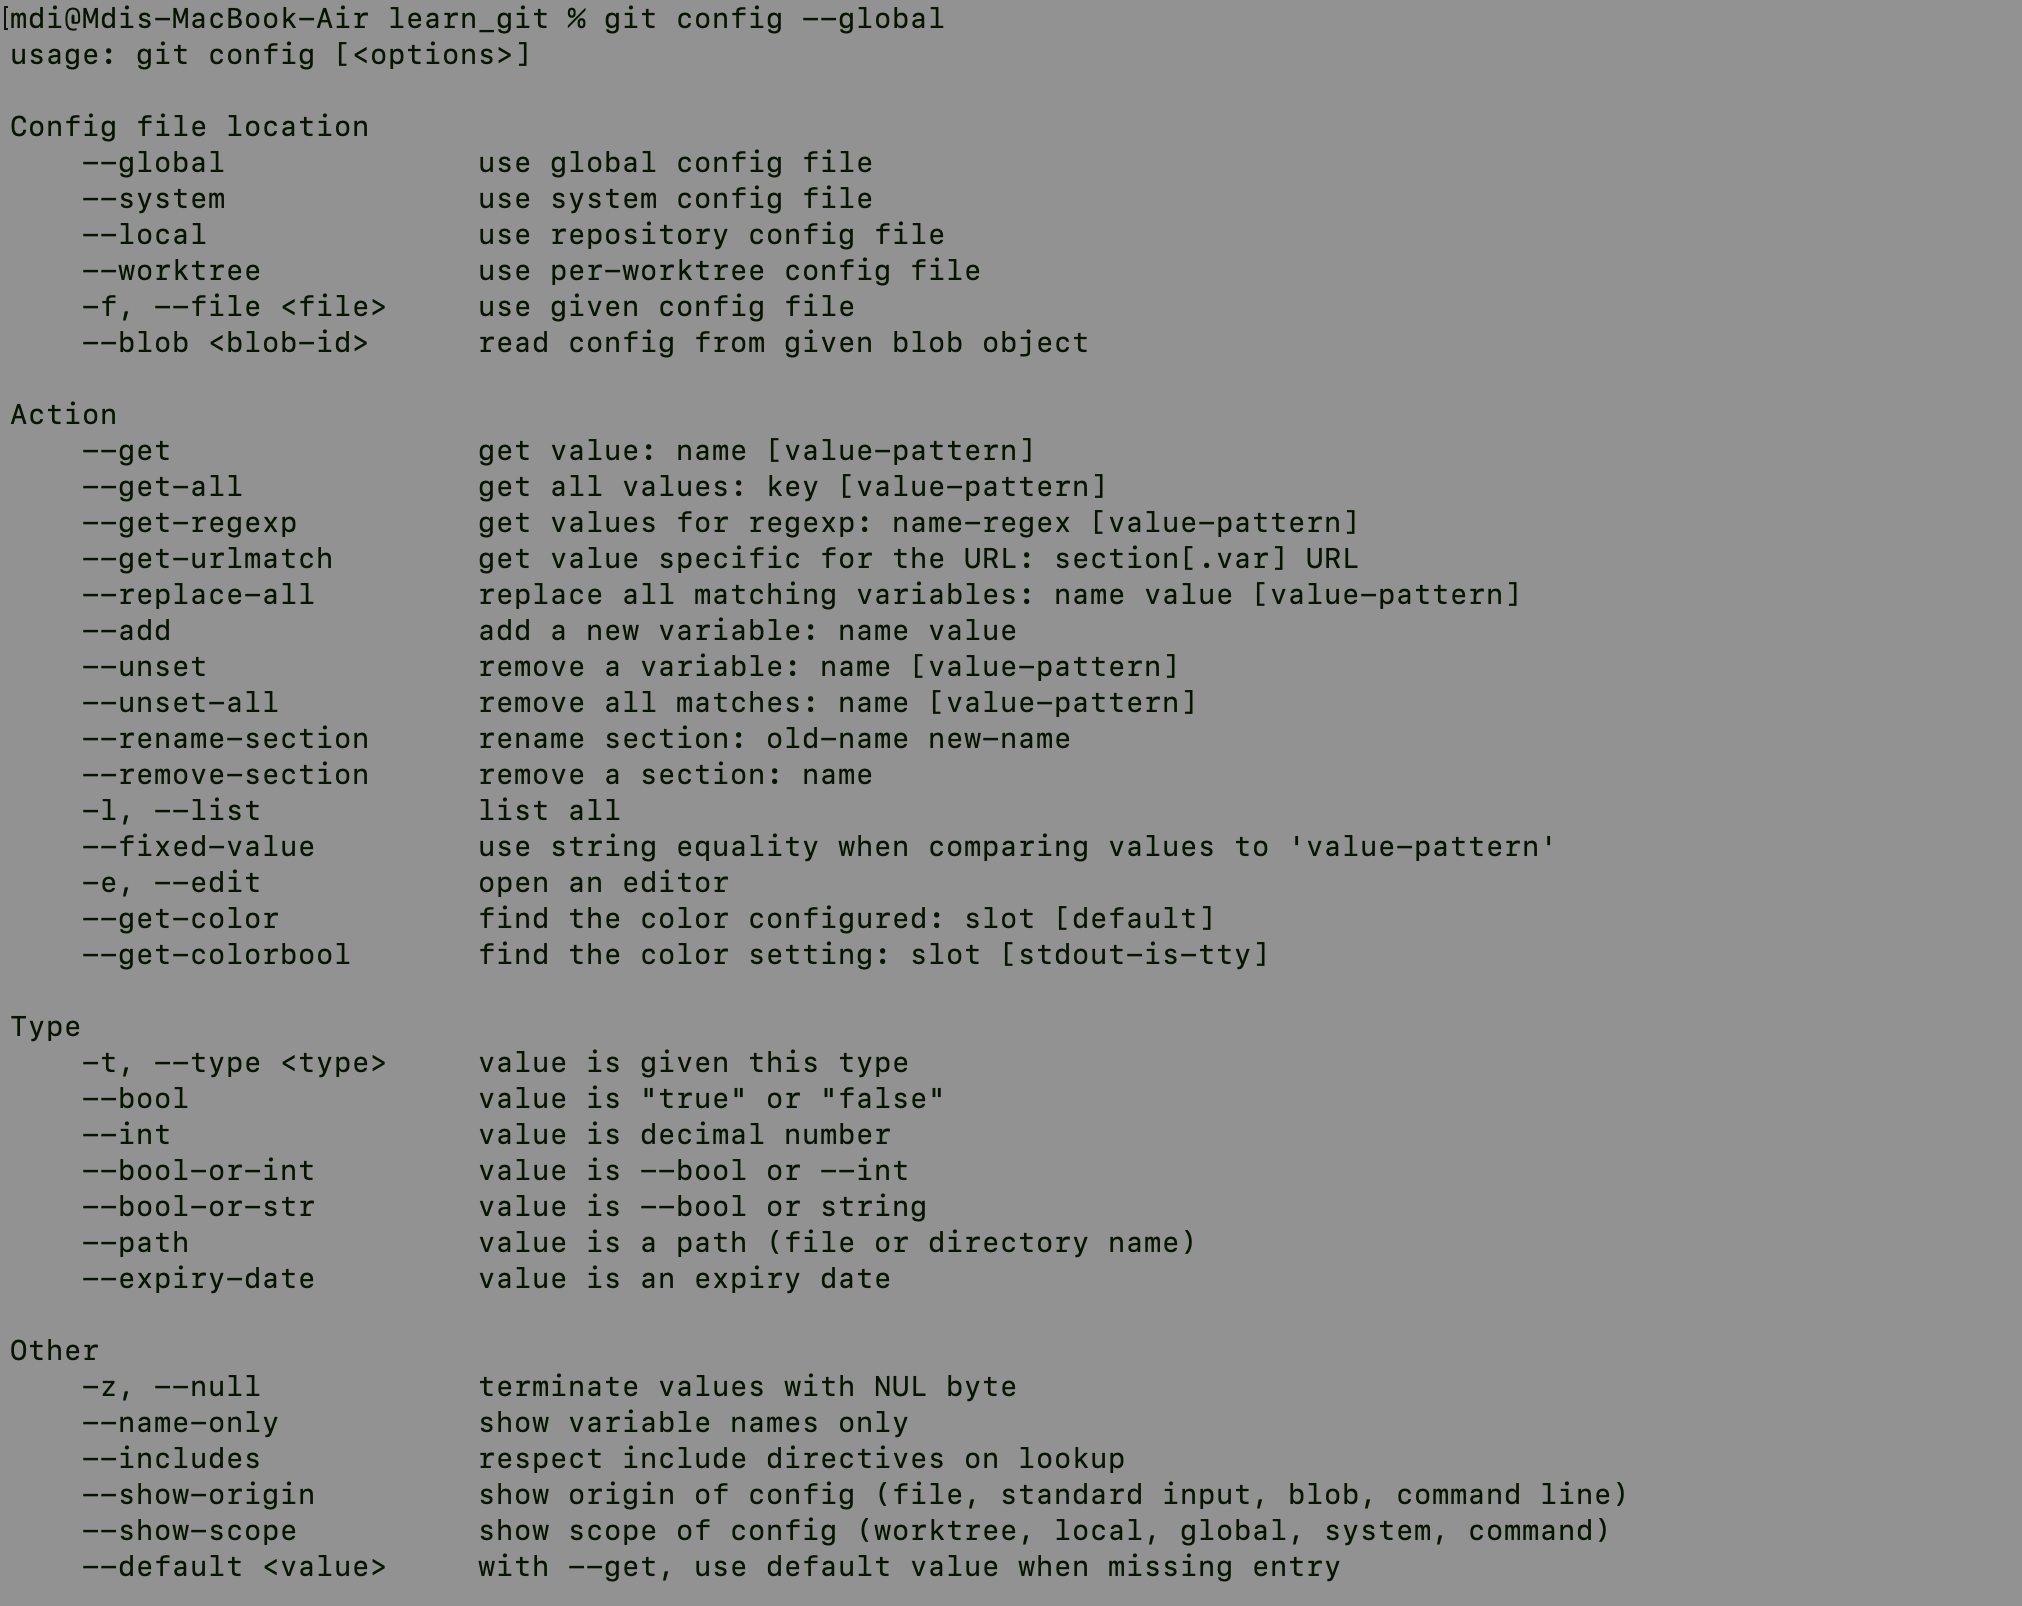 [mdi@Mdis-MacBook-Air learn_git % git config --global
usage: git config [<options>]

Config file location
    --global              use global config file
    --system              use system config file
    --local               use repository config file
    --worktree            use per-worktree config file
    -f, --file <file>     use given config file
    --blob <blob-id>      read config from given blob object

Action
    --get                 get value: name [value-pattern]
    --get-all             get all values: key [value-pattern]
    --get-regexp          get values for regexp: name-regex [value-pattern]
    --get-urlmatch        get value specific for the URL: section[.var] URL
    --replace-all         replace all matching variables: name value [value-pattern]
    --add                 add a new variable: name value
    --unset               remove a variable: name [value-pattern]
    --unset-all           remove all matches: name [value-pattern]
    --rename-section      rename section: old-name new-name
    --remove-section      remove a section: name
    -l, --list            list all
    --fixed-value         use string equality when comparing values to 'value-pattern'
    -e, --edit            open an editor
    --get-color           find the color configured: slot [default]
    --get-colorbool       find the color setting: slot [stdout-is-tty]

Type
    -t, --type <type>     value is given this type
    --bool                value is "true" or "false"
    --int                 value is decimal number
    --bool-or-int         value is --bool or --int
    --bool-or-str         value is --bool or string
    --path                value is a path (file or directory name)
    --expiry-date         value is an expiry date

Other
    -z, --null            terminate values with NUL byte
    --name-only           show variable names only
    --includes            respect include directives on lookup
    --show-origin         show origin of config (file, standard input, blob, command line)
    --show-scope          show scope of config (worktree, local, global, system, command)
    --default <value>     with --get, use default value when missing entry